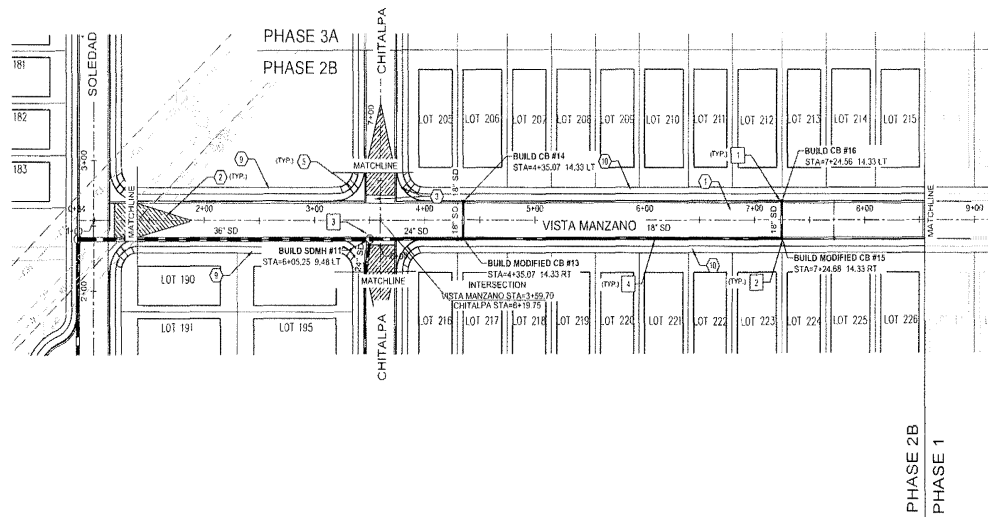 PHASE 3A
PHASE 2B
CHITALPA
SOLEDAD
181
182
183
3+00
2+00
7+00
MATCHLINE
MATCHLINE
MATCHLINE
MATCHLINE
LOT 205
LOT 206
LOT 207
LOT 208
LOT 209
LOT 210
LOT 211
LOT 212
LOT 213
LOT 214
LOT 215
9
(TYP.) 5
2 (TYP.)
BUILD CB #14
STA=4+35.07 14.33 LT
10
(TYP.) 1
BUILD CB #16
STA=7+24.56 14.33 LT
18" SD
3
1
2+00
3+00
4+00
5+00
6+00
7+00
8+00
9+00
36" SD
3
24" SD
18" SD
VISTA MANZANO
18" SD
18" SD
BUILD SDMH #11
STA=6+05.25 9.48 LT
24" SD
9
BUILD MODIFIED CB #13
STA=4+35.07 14.33 RT
INTERSECTION
VISTA MANZANO STA=3+59.79
CHITALPA STA=6+19.75
(TYP.) 4
10
(TYP.) 2
BUILD MODIFIED CB #15
STA=7+24.68 14.33 RT
LOT 190
LOT 191
LOT 195
CHITALPA
LOT 216
LOT 217
LOT 218
LOT 219
LOT 220
LOT 221
LOT 222
LOT 223
LOT 224
LOT 225
LOT 226
PHASE 2B
PHASE 1